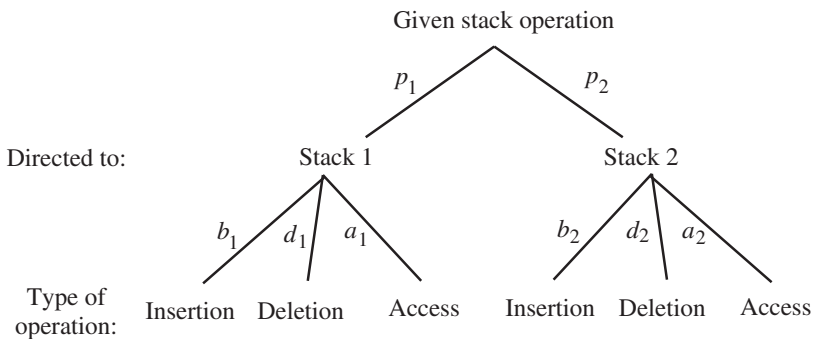 Given stack operation
p1 p2
Directed to: Stack 1 Stack 2
b1 d1 a1 b2 d2 a2
Type of
operation: Insertion Deletion Access Insertion Deletion Access